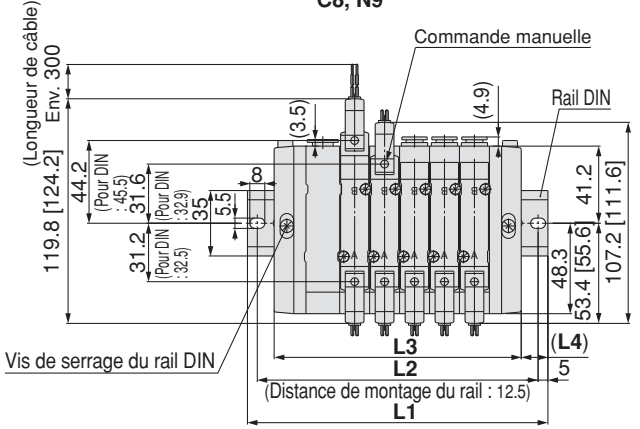 C8, N9
Commande manuelle
Rail DIN
(Longueur de câble)
Env. 300
119.8 [124.2]
44.2
(Pour DIN : 45.5)
31.6
(Pour DIN : 32.9)
31.2
(Pour DIN : 32.5)
8
35
5.5
(3.5)
(4.9)
41.2
48.3
53.4 [55.6]
107.2 [111.6]
B B B B
A A A A A
Vis de serrage du rail DIN
L3
(L4)
L2
5
(Distance de montage du rail : 12.5)
L1